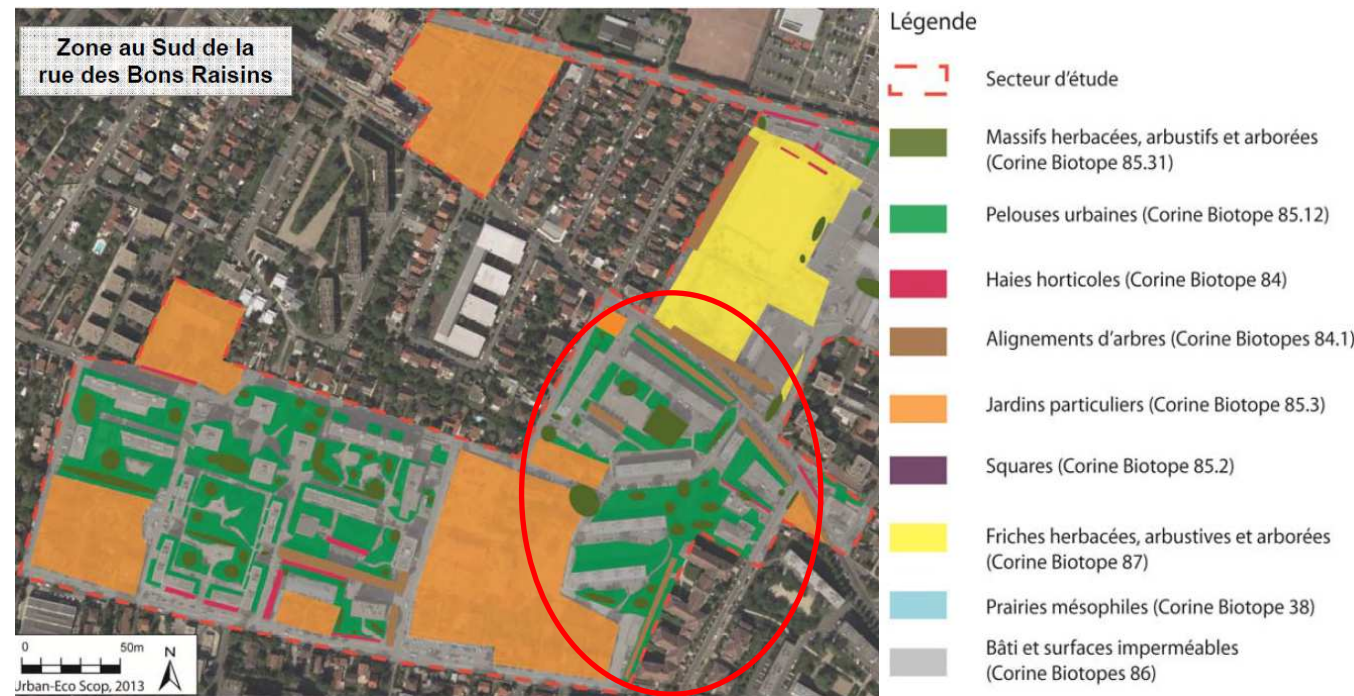 Zone au Sud de la
rue des Bons Raisins
0 50m N
Urban-Eco Scop, 2013
Légende
Secteur d'étude
Massifs herbacées, arbustifs et arborées
(Corine Biotope 85.31)
Pelouses urbaines (Corine Biotope 85.12)
Haies horticoles (Corine Biotope 84)
Alignements d'arbres (Corine Biotopes 84.1)
Jardins particuliers (Corine Biotope 85.3)
Squares (Corine Biotope 85.2)
Friches herbacées, arbustives et arborées
(Corine Biotope 87)
Prairies mésophiles (Corine Biotope 38)
Bâti et surfaces imperméables
(Corine Biotopes 86)